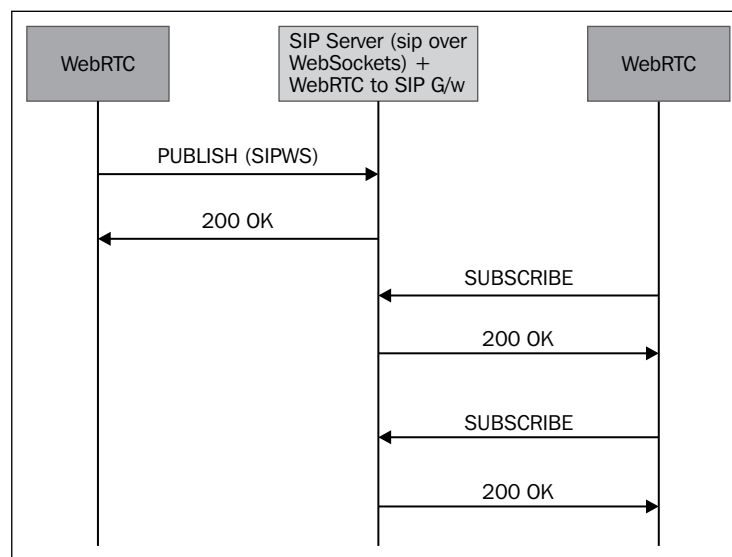 WebRTC
SIP Server (sip over
WebSockets) +
WebRTC to SIP G/w
WebRTC
PUBLISH (SIPWS)
200 OK
SUBSCRIBE
200 OK
SUBSCRIBE
200 OK